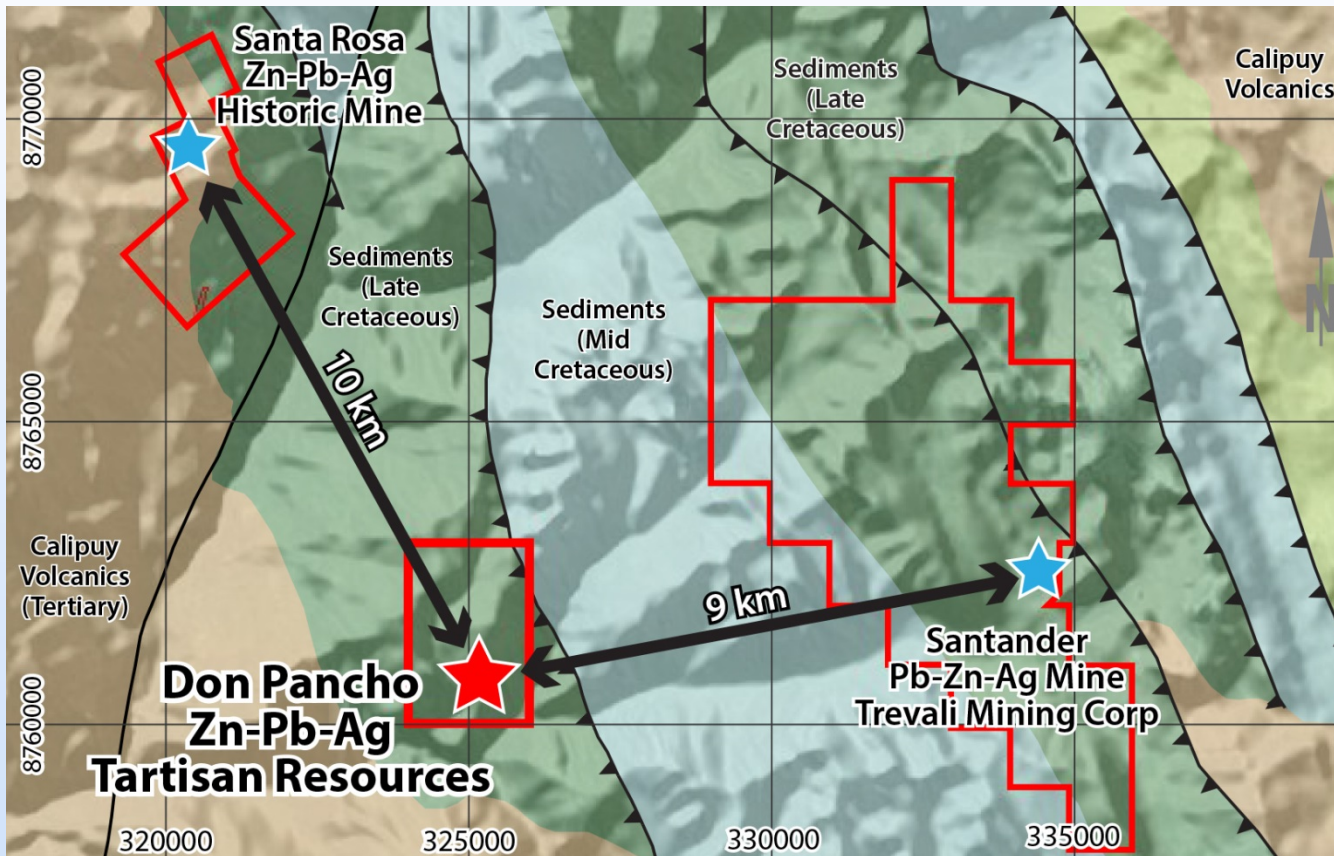 Santa Rosa
Zn-Pb-Ag
Historic Mine
Calipuy
Volcanics
Sediments
(Late
Cretaceous)
8770000
Sediments
(Late
Cretaceous)
N
Sediments
(Mid
Cretaceous)
10 km
8765000
Calipuy
Volcanics
(Tertiary)
9 km
Santander
Pb-Zn-Ag Mine
Trevali Mining Corp
Don Pancho
Zn-Pb-Ag
Tartisan Resources
8760000
320000
325000
330000
335000